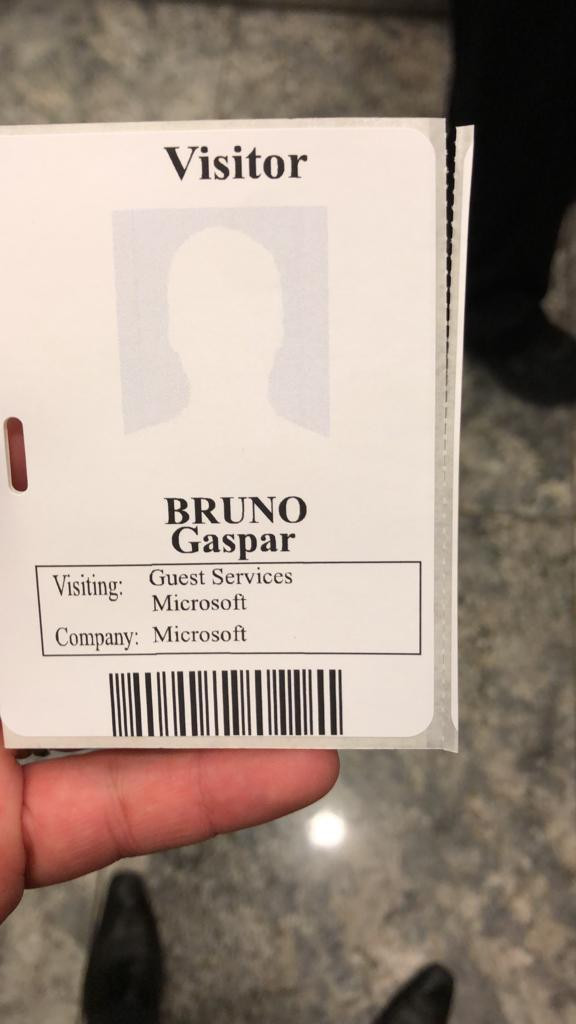 Visitor
BRUNO
Gaspar
Visiting: Guest Services
Microsoft
Company: Microsoft